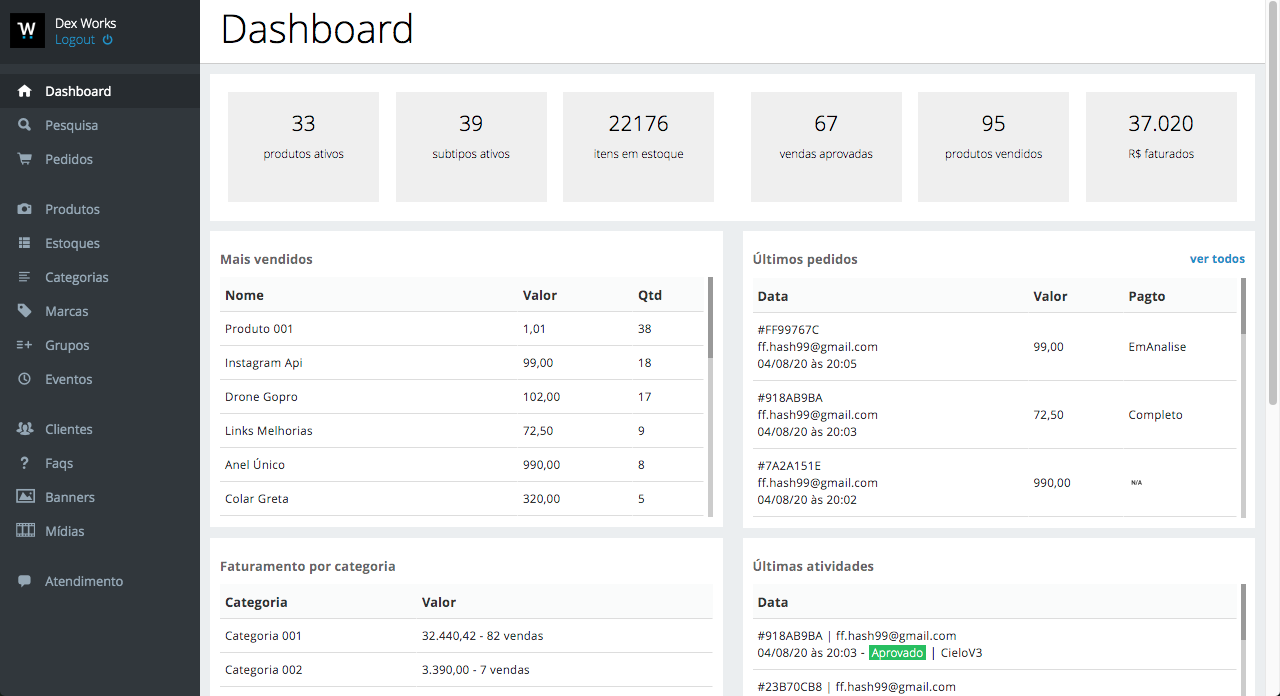 W
Dex Works
Logout
Dashboard
Pesquisa
Pedidos
Produtos
Estoques
Categorias
Marcas
Grupos
Eventos
Clientes
? Faqs
Banners
Mídias
Atendimento
Dashboard
33
produtos ativos
39
subtipos ativos
22176
itens em estoque
67
vendas aprovadas
95
produtos vendidos
37.020
R$ faturados
Mais vendidos
Nome Valor Qtd
Produto 001 1,01 38
Instagram Api 99,00 18
Drone Gopro 102,00 17
Links Melhorias 72,50 9
Anel Único 990,00 8
Colar Greta 320,00 5
Últimos pedidos ver todos
Data Valor Pagto
#FF99767C
ff.hash99@gmail.com 99,00 EmAnalise
04/08/20 às 20:05
#918AB9BA
ff.hash99@gmail.com 72,50 Completo
04/08/20 às 20:03
#7A2A151E
ff.hash99@gmail.com 990,00 N/A
04/08/20 às 20:02
Faturamento por categoria
Categoria Valor
Categoria 001 32.440,42 - 82 vendas
Categoria 002 3.390,00 - 7 vendas
Últimas atividades
Data
#918AB9BA | ff.hash99@gmail.com
04/08/20 às 20:03 - Aprovado | CieloV3
#23B70CB8 | ff.hash99@gmail.com